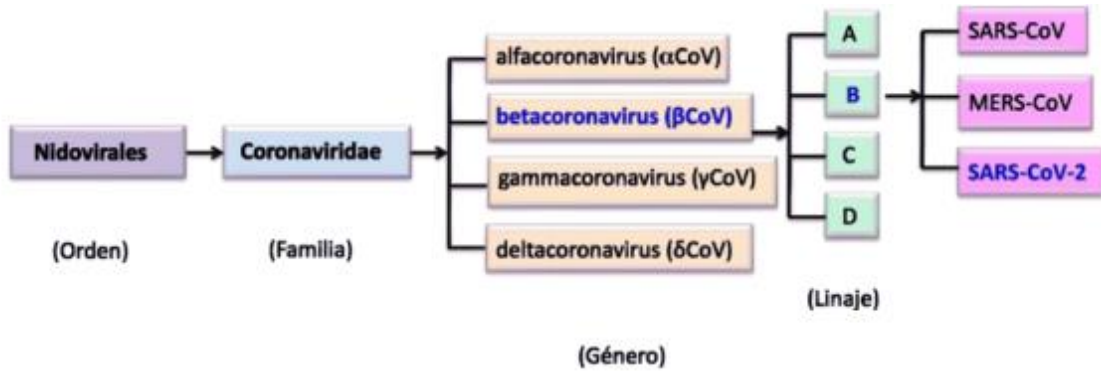 Nidovirales
(Orden)
Coronaviridae
(Familia)
alfacoronavirus (αCoV)
betacoronavirus (βCoV)
gammacoronavirus (γCoV)
deltacoronavirus (δCoV)
(Género)
A
B
C
D
(Linaje)
SARS-CoV
MERS-CoV
SARS-CoV-2